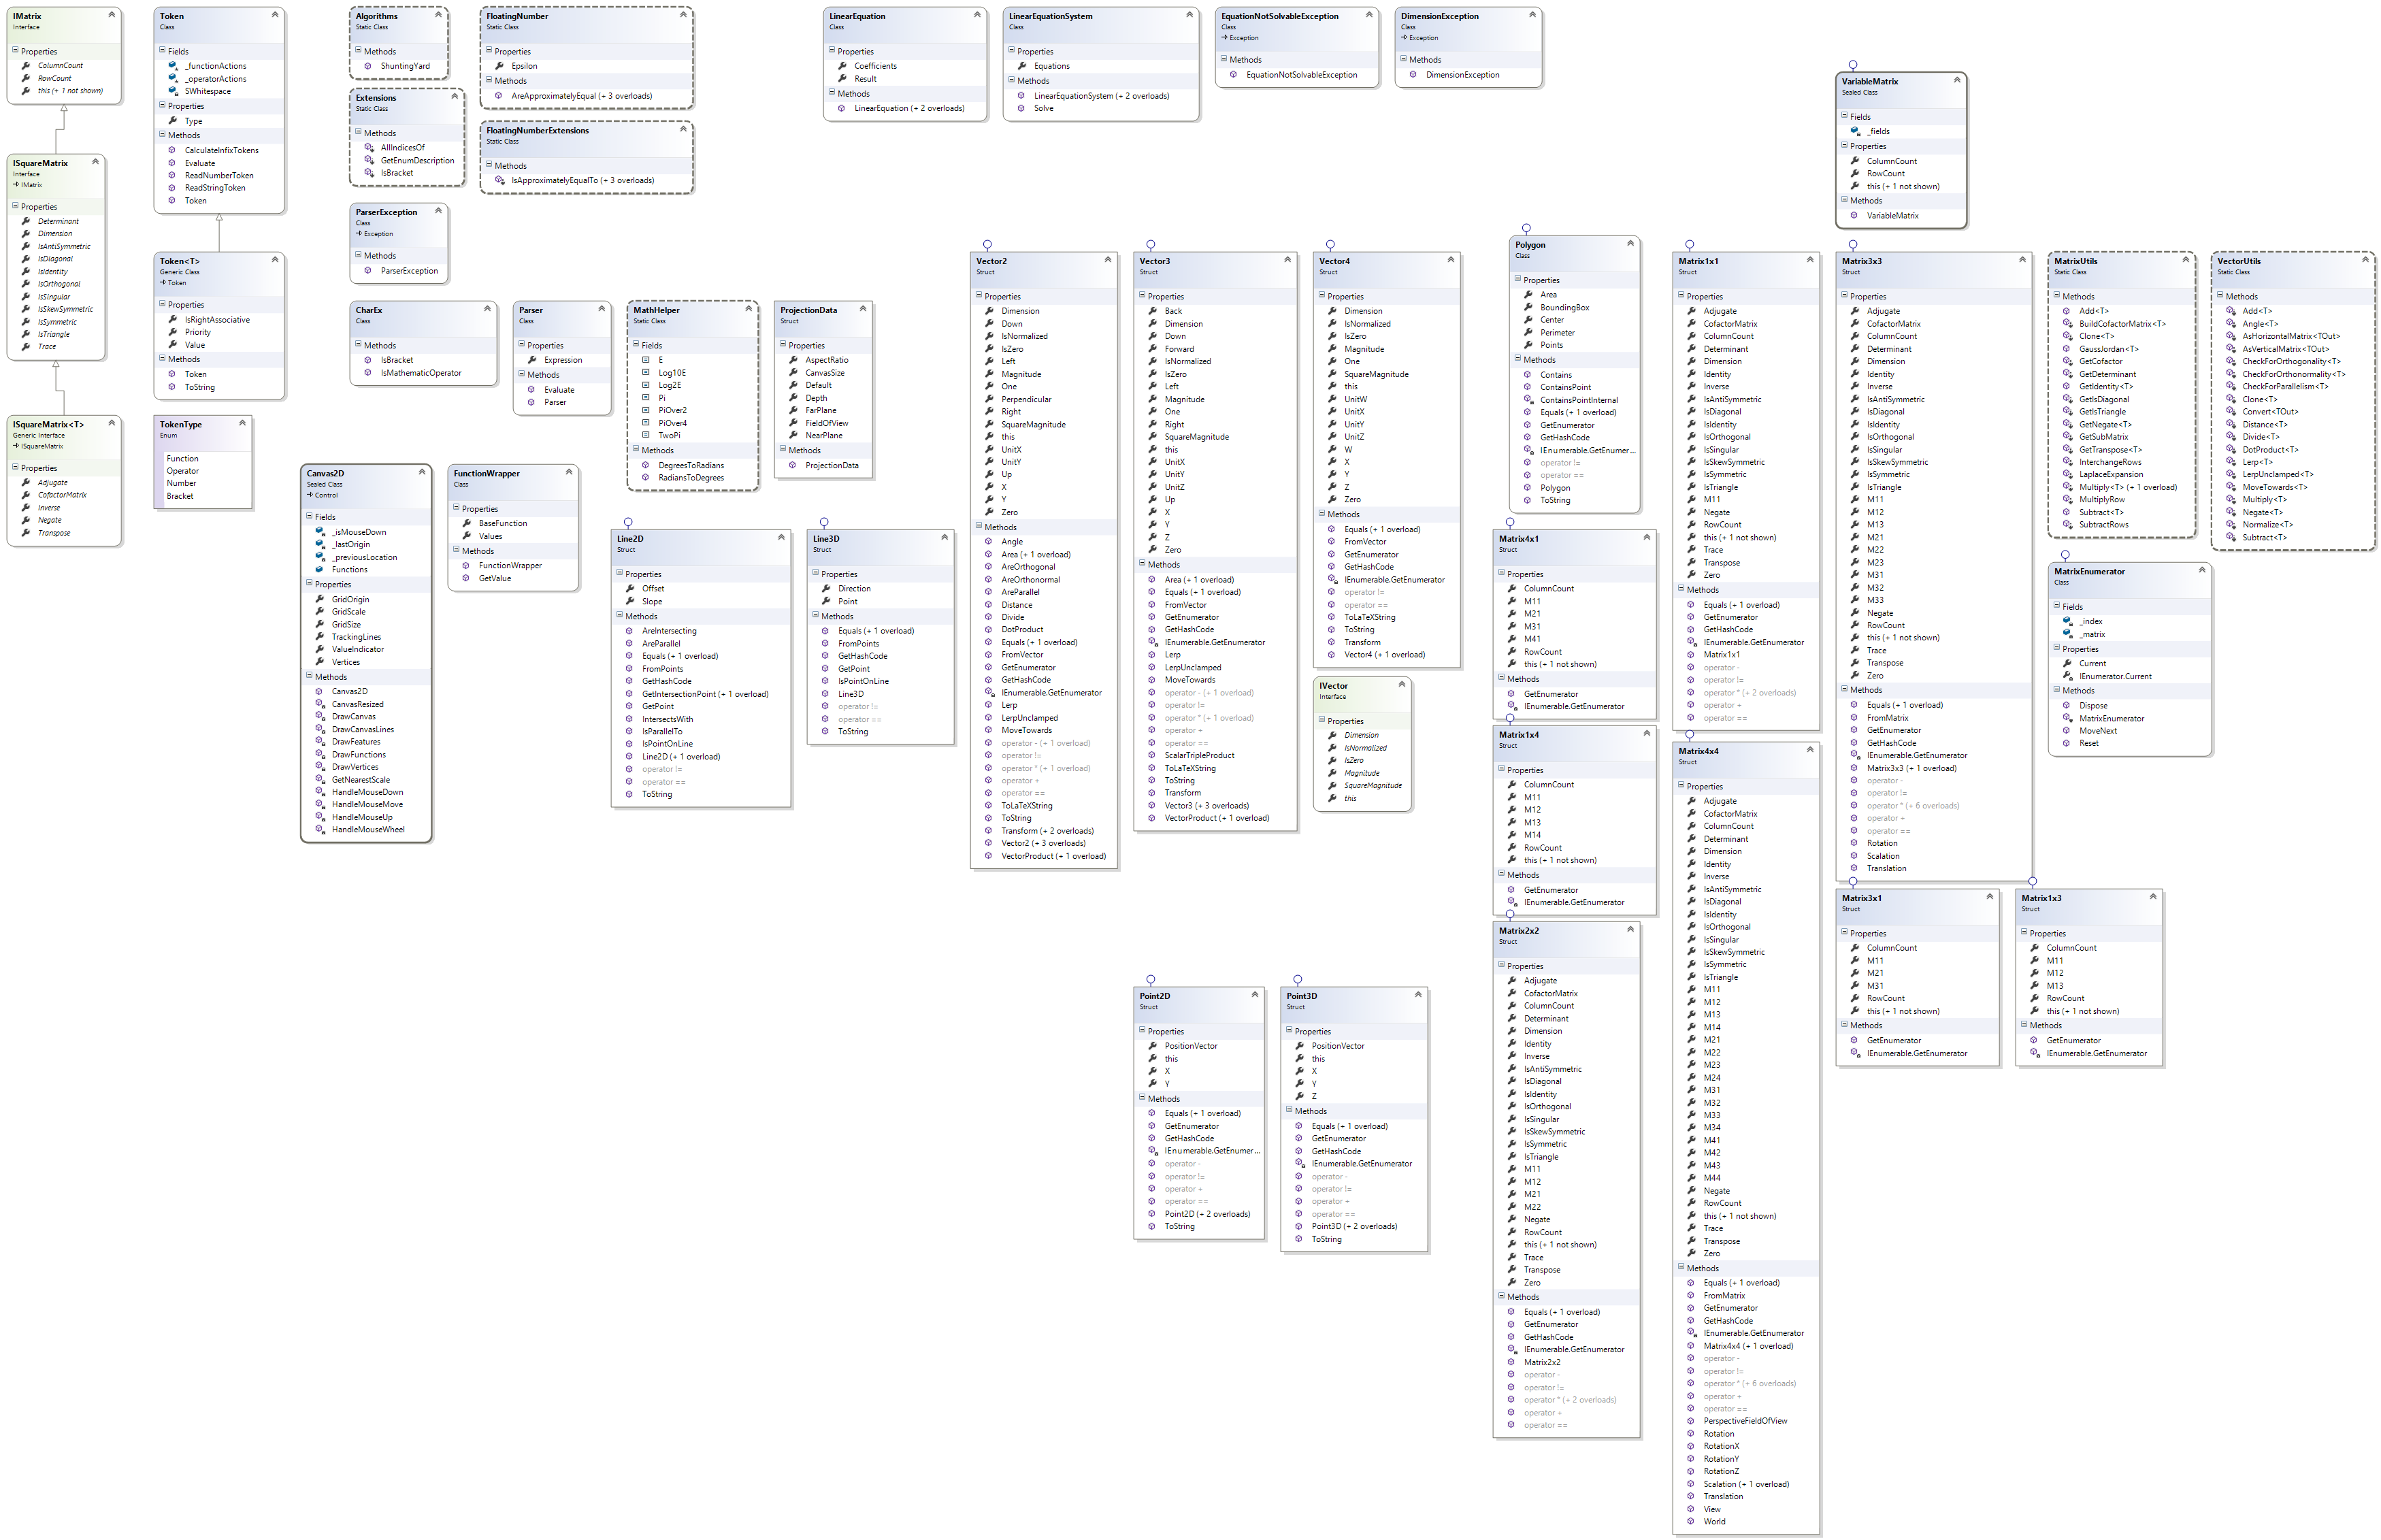 IMatrix
Interface
Properties
ColumnCount
RowCount
this (+ 1 not shown)
ISquareMatrix
Interface
IMatrix
Properties
Determinant
Dimension
IsAntiSymmetric
IsDiagonal
IsIdentity
IsOrthogonal
IsSingular
IsSkewSymmetric
IsSymmetric
IsTriangle
Trace
ISquareMatrix<T>
Generic Interface
ISquareMatrix
Properties
Adjugate
CofactorMatrix
Inverse
Negate
Transpose
Token
Class
Fields
_functionActions
_operatorActions
SWhitespace
Properties
Type
Methods
CalculateInfixTokens
Evaluate
ReadNumberToken
ReadStringToken
Token
Token<T>
Generic Class
Token
Properties
IsRightAssociative
Priority
Value
Methods
Token
ToString
TokenType
Enum
Function
Operator
Number
Bracket
Algorithms
Static Class
Methods
ShuntingYard
Extensions
Static Class
Methods
AllIndicesOf
GetEnumDescription
IsBracket
ParserException
Class
Exception
Methods
ParserException
CharEx
Class
Methods
IsBracket
IsMathematicOperator
Canvas2D
Sealed Class
Control
Fields
_isMouseDown
_lastOrigin
_previousLocation
Functions
Properties
GridOrigin
GridScale
GridSize
TrackingLines
ValueIndicator
Vertices
Methods
Canvas2D
CanvasResized
DrawCanvas
DrawCanvasLines
DrawFeatures
DrawFunctions
DrawVertices
GetNearestScale
HandleMouseDown
HandleMouseMove
HandleMouseUp
HandleMouseWheel
FloatingNumber
Static Class
Properties
Epsilon
Methods
AreApproximatelyEqual (+ 3 overloads)
FloatingNumberExtensions
Static Class
Methods
IsApproximatelyEqualTo (+ 3 overloads)
Parser
Class
Properties
Expression
Methods
Evaluate
Parser
FunctionWrapper
Class
Properties
BaseFunction
Values
Methods
FunctionWrapper
GetValue
MathHelper
Static Class
Fields
E
Log10E
Log2E
Pi
PiOver2
PiOver4
TwoPi
Methods
DegreesToRadians
RadiansToDegrees
ProjectionData
Struct
Properties
AspectRatio
CanvasSize
Default
Depth
FarPlane
FieldOfView
NearPlane
Methods
ProjectionData
Line2D
Struct
Properties
Offset
Slope
Methods
AreIntersecting
AreParallel
Equals (+ 1 overload)
FromPoints
GetHashCode
GetIntersectionPoint (+ 1 overload)
GetPoint
IntersectsWith
IsParallelTo
IsPointOnLine
Line2D (+ 1 overload)
operator !=
operator ==
ToString
Line3D
Struct
Properties
Direction
Point
Methods
Equals (+ 1 overload)
FromPoints
GetHashCode
GetPoint
IsPointOnLine
Line3D
operator !=
operator ==
ToString
LinearEquation
Class
Properties
Coefficients
Result
Methods
LinearEquation (+ 2 overloads)
LinearEquationSystem
Class
Properties
Equations
Methods
LinearEquationSystem (+ 2 overloads)
Solve
EquationNotSolvableException
Class
Exception
Methods
EquationNotSolvableException
DimensionException
Class
Exception
Methods
DimensionException
Vector2
Struct
Properties
Dimension
Down
IsNormalized
IsZero
Left
Magnitude
One
Perpendicular
Right
SquareMagnitude
this
UnitX
UnitY
Up
X
Y
Zero
Methods
Angle
Area (+ 1 overload)
AreOrthogonal
AreOrthonormal
AreParallel
Distance
Divide
DotProduct
Equals (+ 1 overload)
FromVector
GetEnumerator
GetHashCode
IEnumerable.GetEnumerator
Lerp
LerpUnclamped
MoveTowards
operator - (+ 1 overload)
operator !=
operator * (+ 1 overload)
operator +
operator ==
ToLaTeXString
ToString
Transform (+ 2 overloads)
Vector2 (+ 3 overloads)
VectorProduct (+ 1 overload)
Vector3
Struct
Properties
Back
Dimension
Down
Forward
IsNormalized
IsZero
Left
Magnitude
One
Right
SquareMagnitude
this
UnitX
UnitY
UnitZ
Up
X
Y
Z
Zero
Methods
Area (+ 1 overload)
Equals (+ 1 overload)
FromVector
GetEnumerator
GetHashCode
IEnumerable.GetEnumerator
Lerp
LerpUnclamped
MoveTowards
operator - (+ 1 overload)
operator !=
operator * (+ 1 overload)
operator +
operator ==
ScalarTripleProduct
ToLaTeXString
ToString
Transform
Vector3 (+ 3 overloads)
VectorProduct (+ 1 overload)
Vector4
Struct
Properties
Dimension
IsNormalized
IsZero
Magnitude
One
SquareMagnitude
this
UnitW
UnitX
UnitY
UnitZ
W
X
Y
Z
Zero
Methods
Equals (+ 1 overload)
FromVector
GetEnumerator
GetHashCode
IEnumerable.GetEnumerator
operator !=
operator ==
ToLaTeXString
ToString
Transform
Vector4 (+ 1 overload)
IVector
Interface
Properties
Dimension
IsNormalized
IsZero
Magnitude
SquareMagnitude
this
Point2D
Struct
Properties
PositionVector
this
X
Y
Methods
Equals (+ 1 overload)
GetEnumerator
GetHashCode
IEnumerable.GetEnumer...
operator -
operator !=
operator +
operator ==
Point2D (+ 2 overloads)
ToString
Point3D
Struct
Properties
PositionVector
this
X
Y
Z
Methods
Equals (+ 1 overload)
GetEnumerator
GetHashCode
IEnumerable.GetEnumerator
operator -
operator !=
operator +
operator ==
Point3D (+ 2 overloads)
ToString
Polygon
Class
Properties
Area
BoundingBox
Center
Perimeter
Points
Methods
Contains
ContainsPoint
ContainsPointInternal
Equals (+ 1 overload)
GetEnumerator
GetHashCode
IEnumerable.GetEnumer...
operator !=
operator ==
Polygon
ToString
Matrix4x1
Struct
Properties
ColumnCount
M11
M21
M31
M41
RowCount
this (+ 1 not shown)
Methods
GetEnumerator
IEnumerable.GetEnumerator
Matrix1x4
Struct
Properties
ColumnCount
M11
M12
M13
M14
RowCount
this (+ 1 not shown)
Methods
GetEnumerator
IEnumerable.GetEnumerator
Matrix2x2
Struct
Properties
Adjugate
CofactorMatrix
ColumnCount
Determinant
Dimension
Identity
Inverse
IsAntiSymmetric
IsDiagonal
IsIdentity
IsOrthogonal
IsSingular
IsSkewSymmetric
IsSymmetric
IsTriangle
M11
M12
M21
M22
Negate
RowCount
this (+ 1 not shown)
Trace
Transpose
Zero
Methods
Equals (+ 1 overload)
GetEnumerator
GetHashCode
IEnumerable.GetEnumerator
Matrix2x2
operator -
operator !=
operator * (+ 2 overloads)
operator +
operator ==
Matrix1x1
Struct
Properties
Adjugate
CofactorMatrix
ColumnCount
Determinant
Dimension
Identity
Inverse
IsAntiSymmetric
IsDiagonal
IsIdentity
IsOrthogonal
IsSingular
IsSkewSymmetric
IsSymmetric
IsTriangle
M11
Negate
RowCount
this (+ 1 not shown)
Trace
Transpose
Zero
Methods
Equals (+ 1 overload)
GetEnumerator
GetHashCode
IEnumerable.GetEnumerator
Matrix1x1
operator -
operator !=
operator * (+ 2 overloads)
operator +
operator ==
Matrix4x4
Struct
Properties
Adjugate
CofactorMatrix
ColumnCount
Determinant
Dimension
Identity
Inverse
IsAntiSymmetric
IsDiagonal
IsIdentity
IsOrthogonal
IsSingular
IsSkewSymmetric
IsSymmetric
IsTriangle
M11
M12
M13
M14
M21
M22
M23
M24
M31
M32
M33
M34
M41
M42
M43
M44
Negate
RowCount
this (+ 1 not shown)
Trace
Transpose
Zero
Methods
Equals (+ 1 overload)
FromMatrix
GetEnumerator
GetHashCode
IEnumerable.GetEnumerator
Matrix4x4 (+ 1 overload)
operator -
operator !=
operator * (+ 6 overloads)
operator +
operator ==
PerspectiveFieldOfView
Rotation
RotationX
RotationY
RotationZ
Scalation (+ 1 overload)
Translation
View
World
VariableMatrix
Sealed Class
Fields
_fields
Properties
ColumnCount
RowCount
this (+ 1 not shown)
Methods
VariableMatrix
Matrix3x3
Struct
Properties
Adjugate
CofactorMatrix
ColumnCount
Determinant
Dimension
Identity
Inverse
IsAntiSymmetric
IsDiagonal
IsIdentity
IsOrthogonal
IsSingular
IsSkewSymmetric
IsSymmetric
IsTriangle
M11
M12
M13
M21
M22
M23
M31
M32
M33
Negate
RowCount
this (+ 1 not shown)
Trace
Transpose
Zero
Methods
Equals (+ 1 overload)
FromMatrix
GetEnumerator
GetHashCode
IEnumerable.GetEnumerator
Matrix3x3 (+ 1 overload)
operator -
operator !=
operator * (+ 6 overloads)
operator +
operator ==
Rotation
Scalation
Translation
Matrix3x1
Struct
Properties
ColumnCount
M11
M21
M31
RowCount
this (+ 1 not shown)
Methods
GetEnumerator
IEnumerable.GetEnumerator
Matrix1x3
Struct
Properties
ColumnCount
M11
M12
M13
RowCount
this (+ 1 not shown)
Methods
GetEnumerator
IEnumerable.GetEnumerator
MatrixUtils
Static Class
Methods
Add<T>
BuildCofactorMatrix<T>
Clone<T>
GaussJordan<T>
GetCofactor
GetDeterminant
GetIdentity<T>
GetIsDiagonal
GetIsTriangle
GetNegate<T>
GetSubMatrix
GetTranspose<T>
InterchangeRows
LaplaceExpansion
Multiply<T> (+ 1 overload)
MultiplyRow
Subtract<T>
SubtractRows
MatrixEnumerator
Class
Fields
_index
_matrix
Properties
Current
IEnumerator.Current
Methods
Dispose
MatrixEnumerator
MoveNext
Reset
VectorUtils
Static Class
Methods
Add<T>
Angle<T>
AsHorizontalMatrix<TOut>
AsVerticalMatrix<TOut>
CheckForOrthogonality<T>
CheckForOrthonormality<T>
CheckForParallelism<T>
Clone<T>
Convert<TOut>
Distance<T>
Divide<T>
DotProduct<T>
Lerp<T>
LerpUnclamped<T>
MoveTowards<T>
Multiply<T>
Negate<T>
Normalize<T>
Subtract<T>